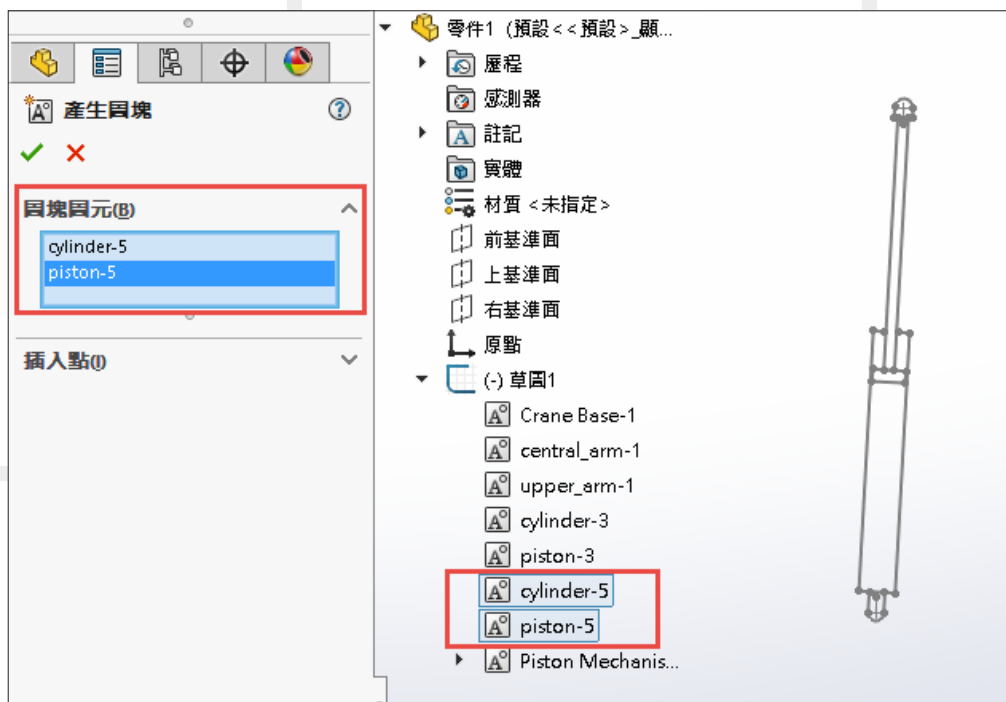 產生圖塊
圖塊圖元(B)
cylinder-5
piston-5
插入點(I)
零件1 (預設<<預設>_顯...
歷程
感測器
註記
實體
材質 <未指定>
前基準面
上基準面
右基準面
原點
(-) 草圖1
Crane Base-1
central_arm-1
upper_arm-1
cylinder-3
piston-3
cylinder-5
piston-5
Piston Mechanis...